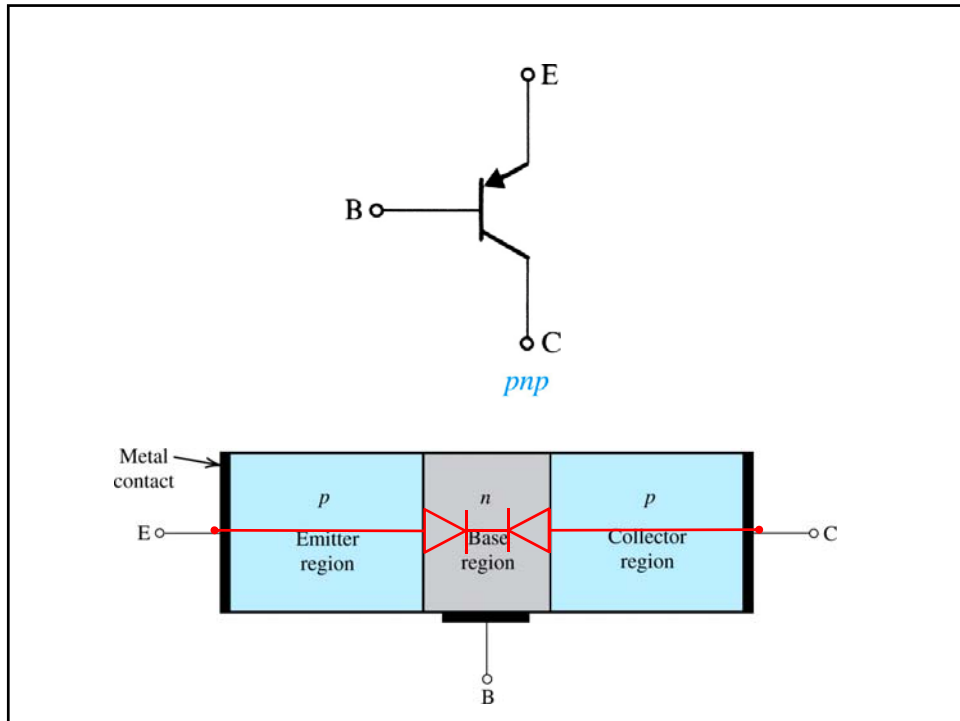 E
B
C
pnp
Metal
contact
p
n
p
E
Emitter
region
Base
region
Collector
region
C
B